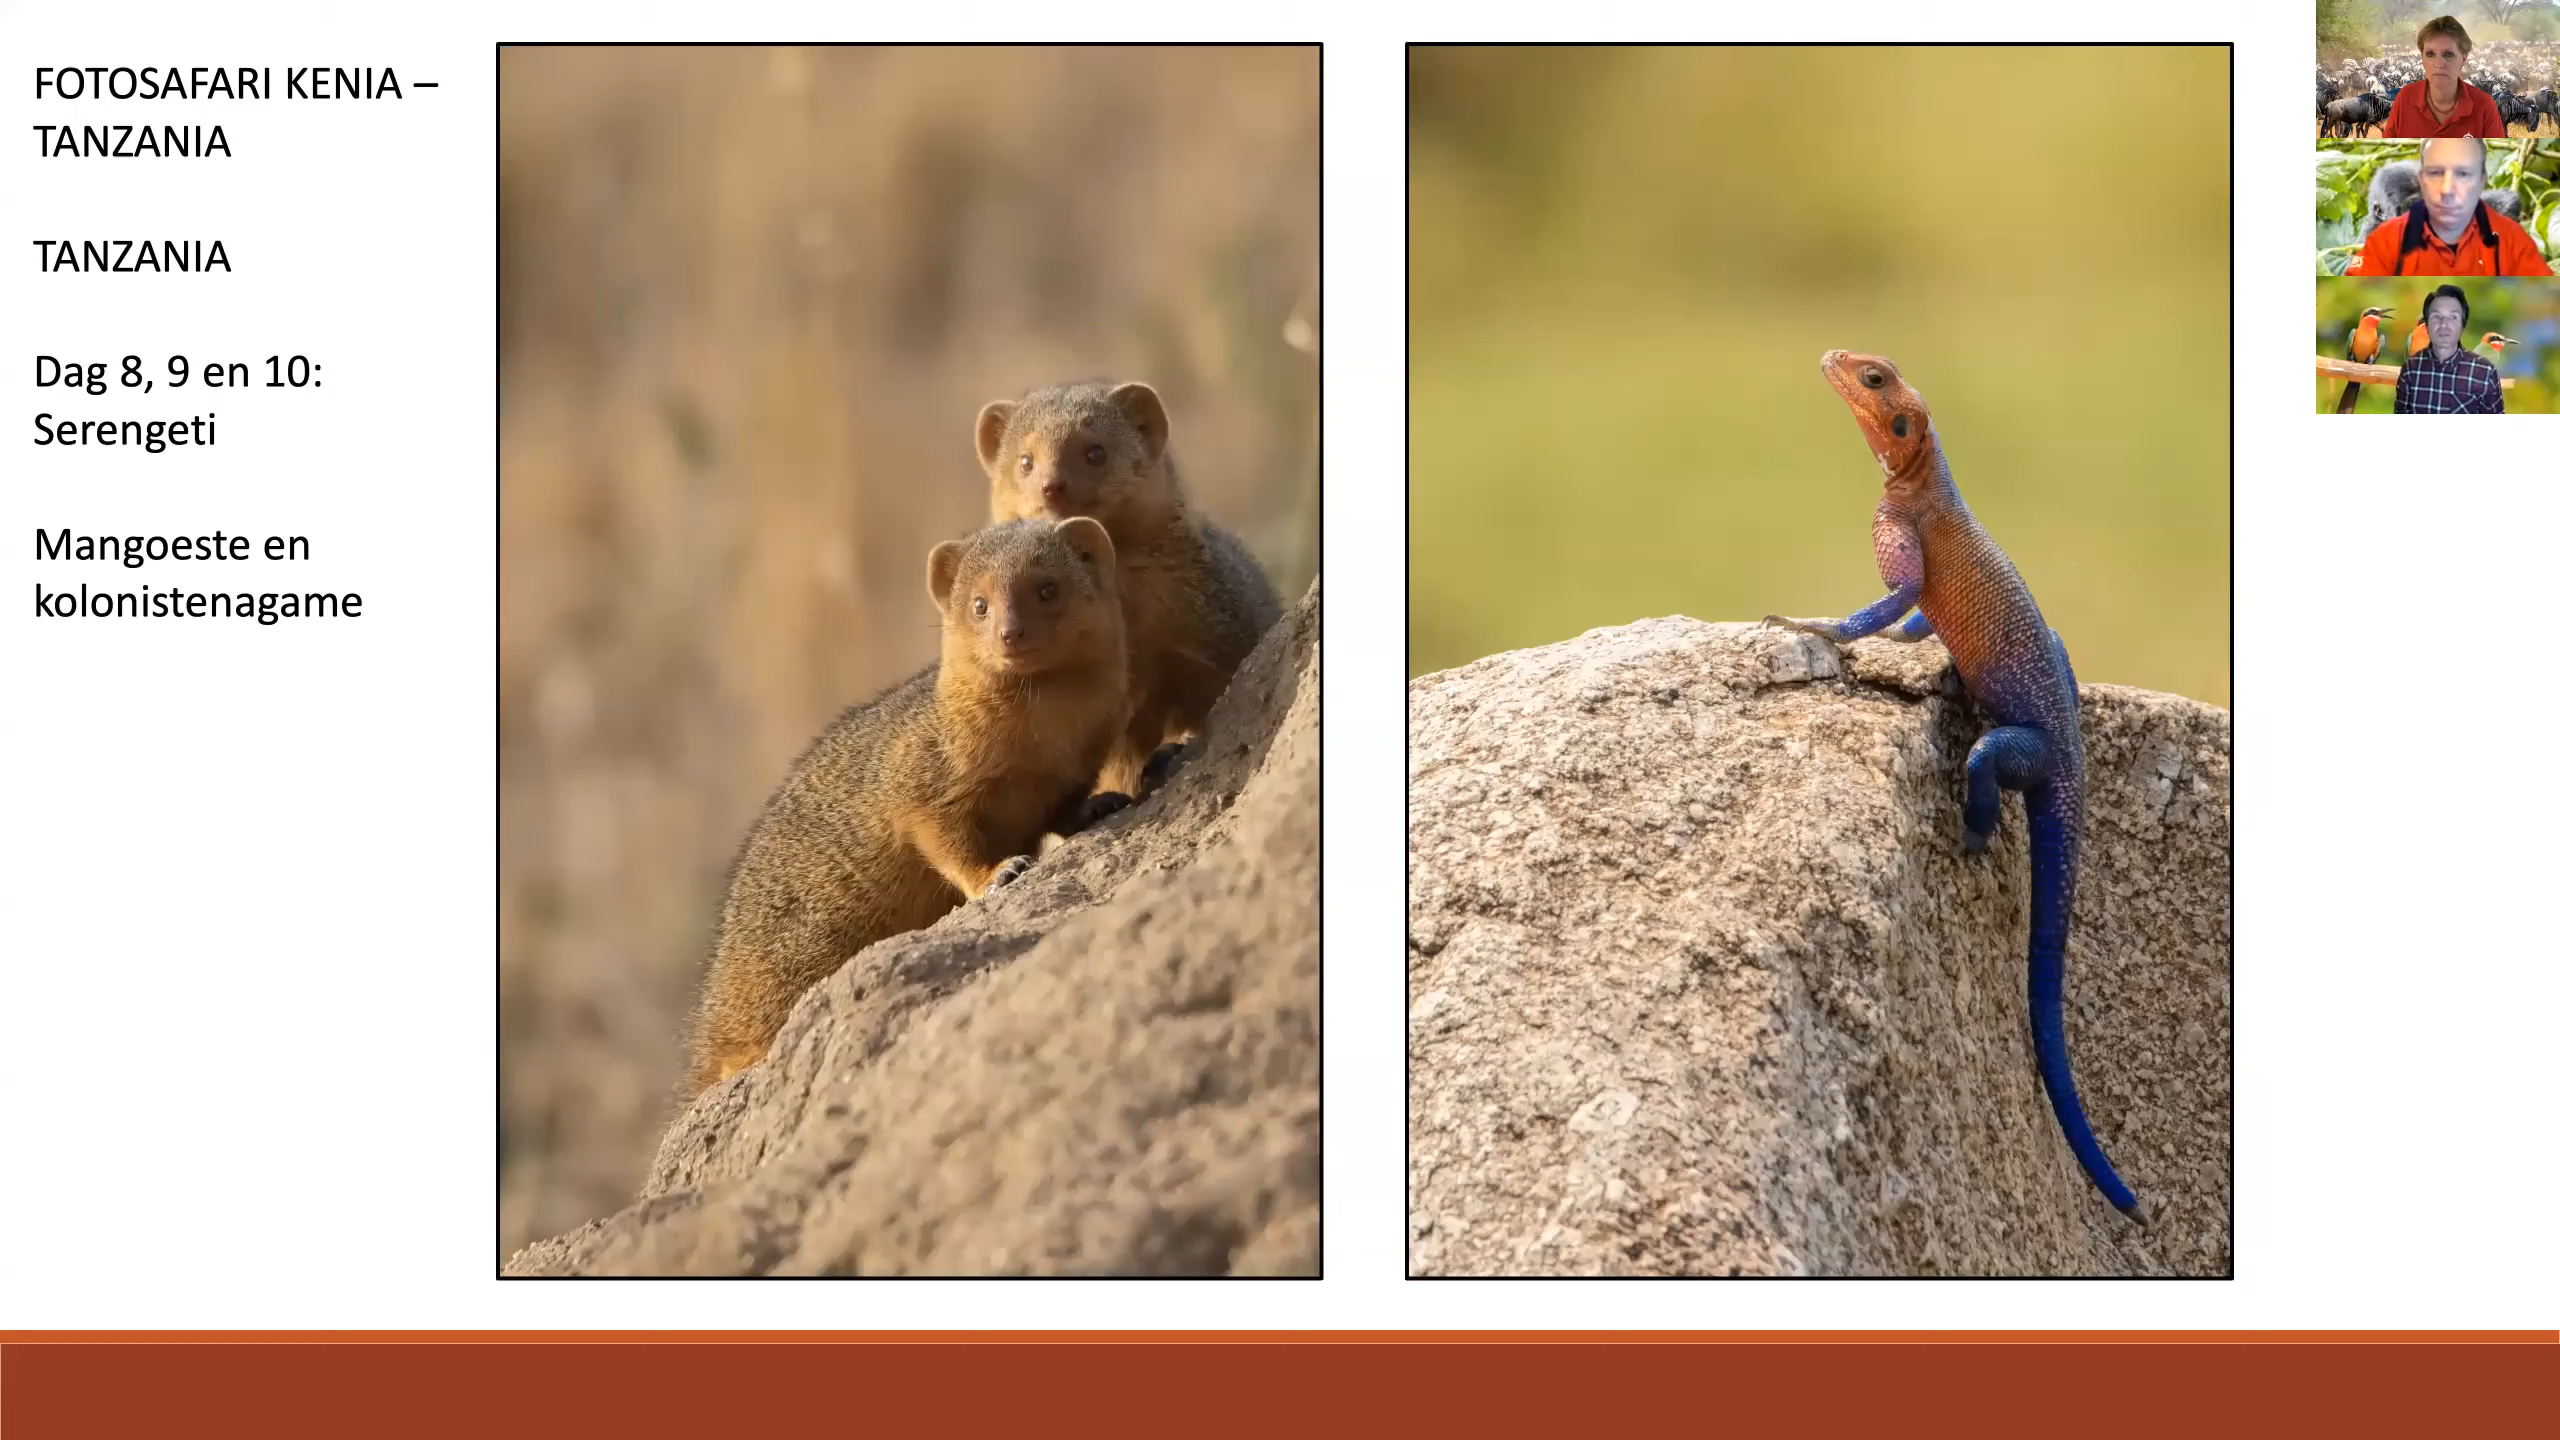 FOTOSAFARI KENIA –
TANZANIA
TANZANIA
Dag 8, 9 en 10:
Serengeti
Mangoeste en
kolonistenagame